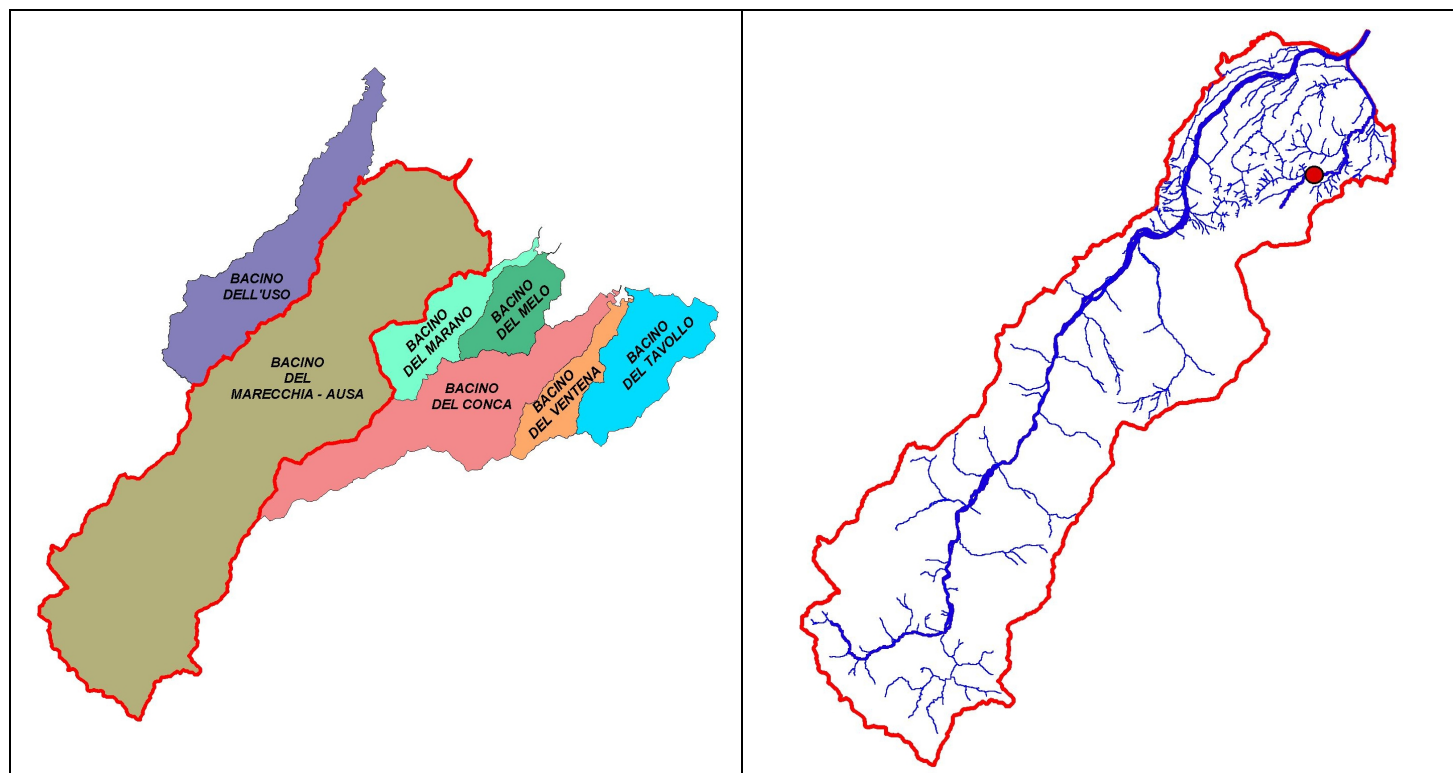 BACINO
DELL'USO
BACINO
DEL
MARECCHIA - AUSA
BACINO
DEL MARANO
BACINO
DEL MELO
BACINO
DEL CONCA
BACINO
DEL VENTENA
BACINO
DEL TAVOLLO